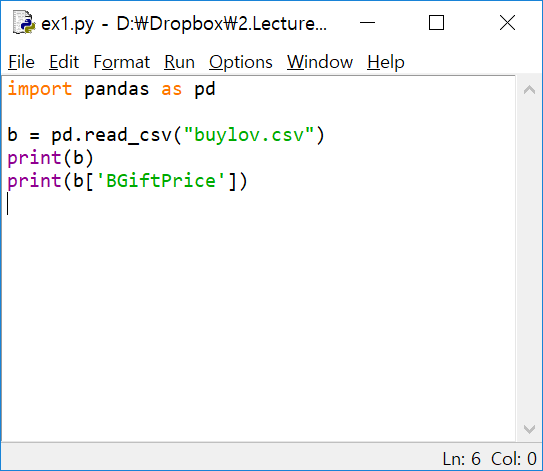 ex1.py - D:₩Dropbox₩2.Lecture...
File Edit Format Run Options Window Help
import pandas as pd
b = pd.read_csv("buylov.csv")
print(b)
print(b['BGiftPrice'])
Ln: 6 Col: 0